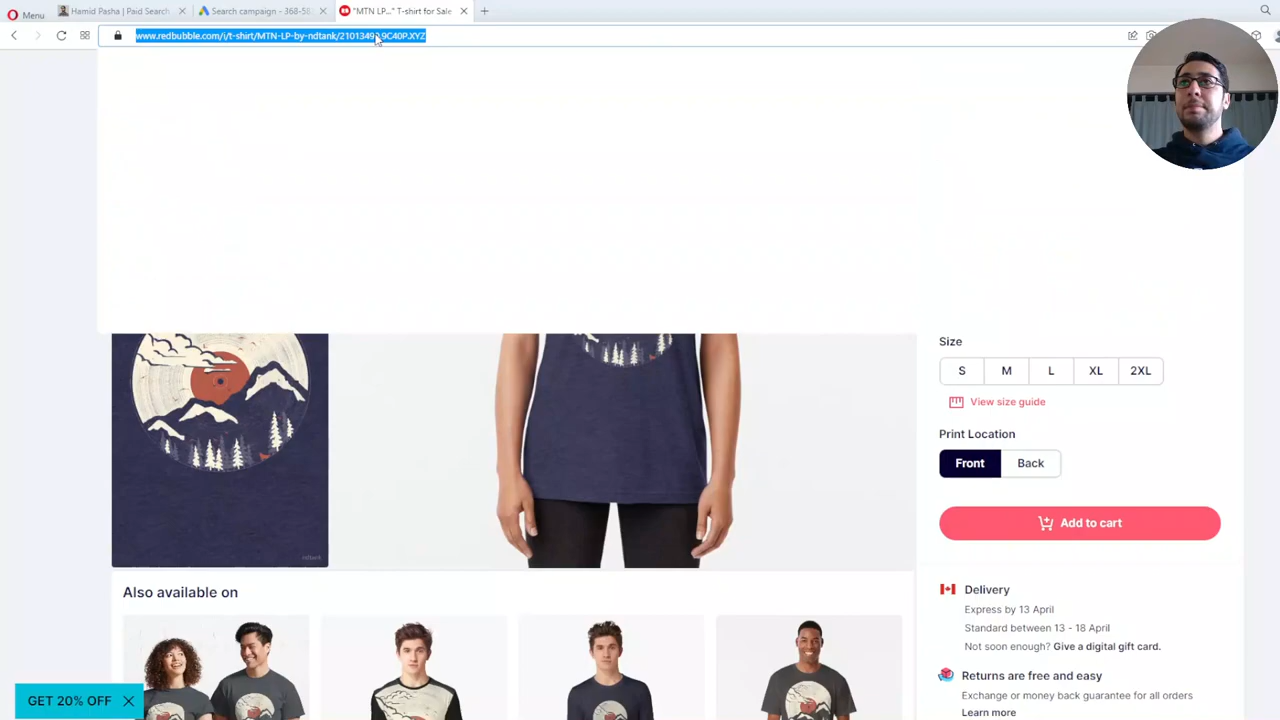 Menu
Hamid Pasha | Paid Search
Search campaign - 368-58
"MTN LP..." T-shirt for Sale
www.redbubble.com/i/t-shirt/MTN-LP-by-ndtank/21013499.9C40P.XYZ
Size
S M L XL 2XL
View size guide
Print Location
Front Back
Add to cart
ndtank
Also available on
Delivery
Express by 13 April
Standard between 13 - 18 April
Not soon enough? Give a digital gift card.
Returns are free and easy
Exchange or money back guarantee for all orders
Learn more
GET 20% OFF